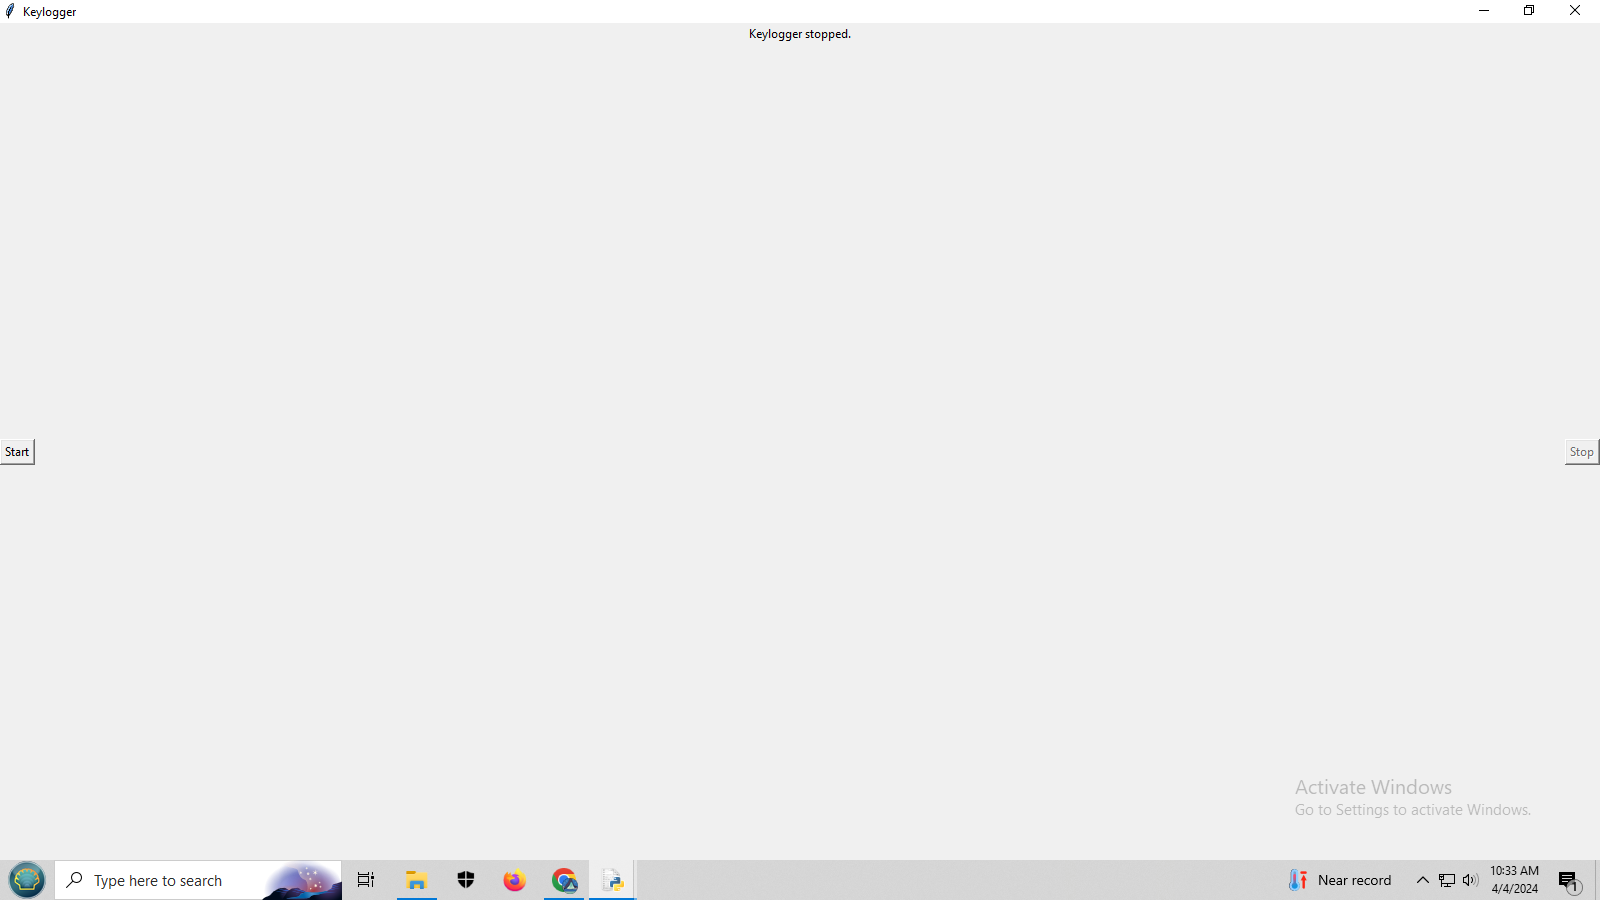 Keylogger
Keylogger stopped.
Start
Stop
Activate Windows
Go to Settings to activate Windows.
Type here to search
Near record
10:33 AM
4/4/2024
1